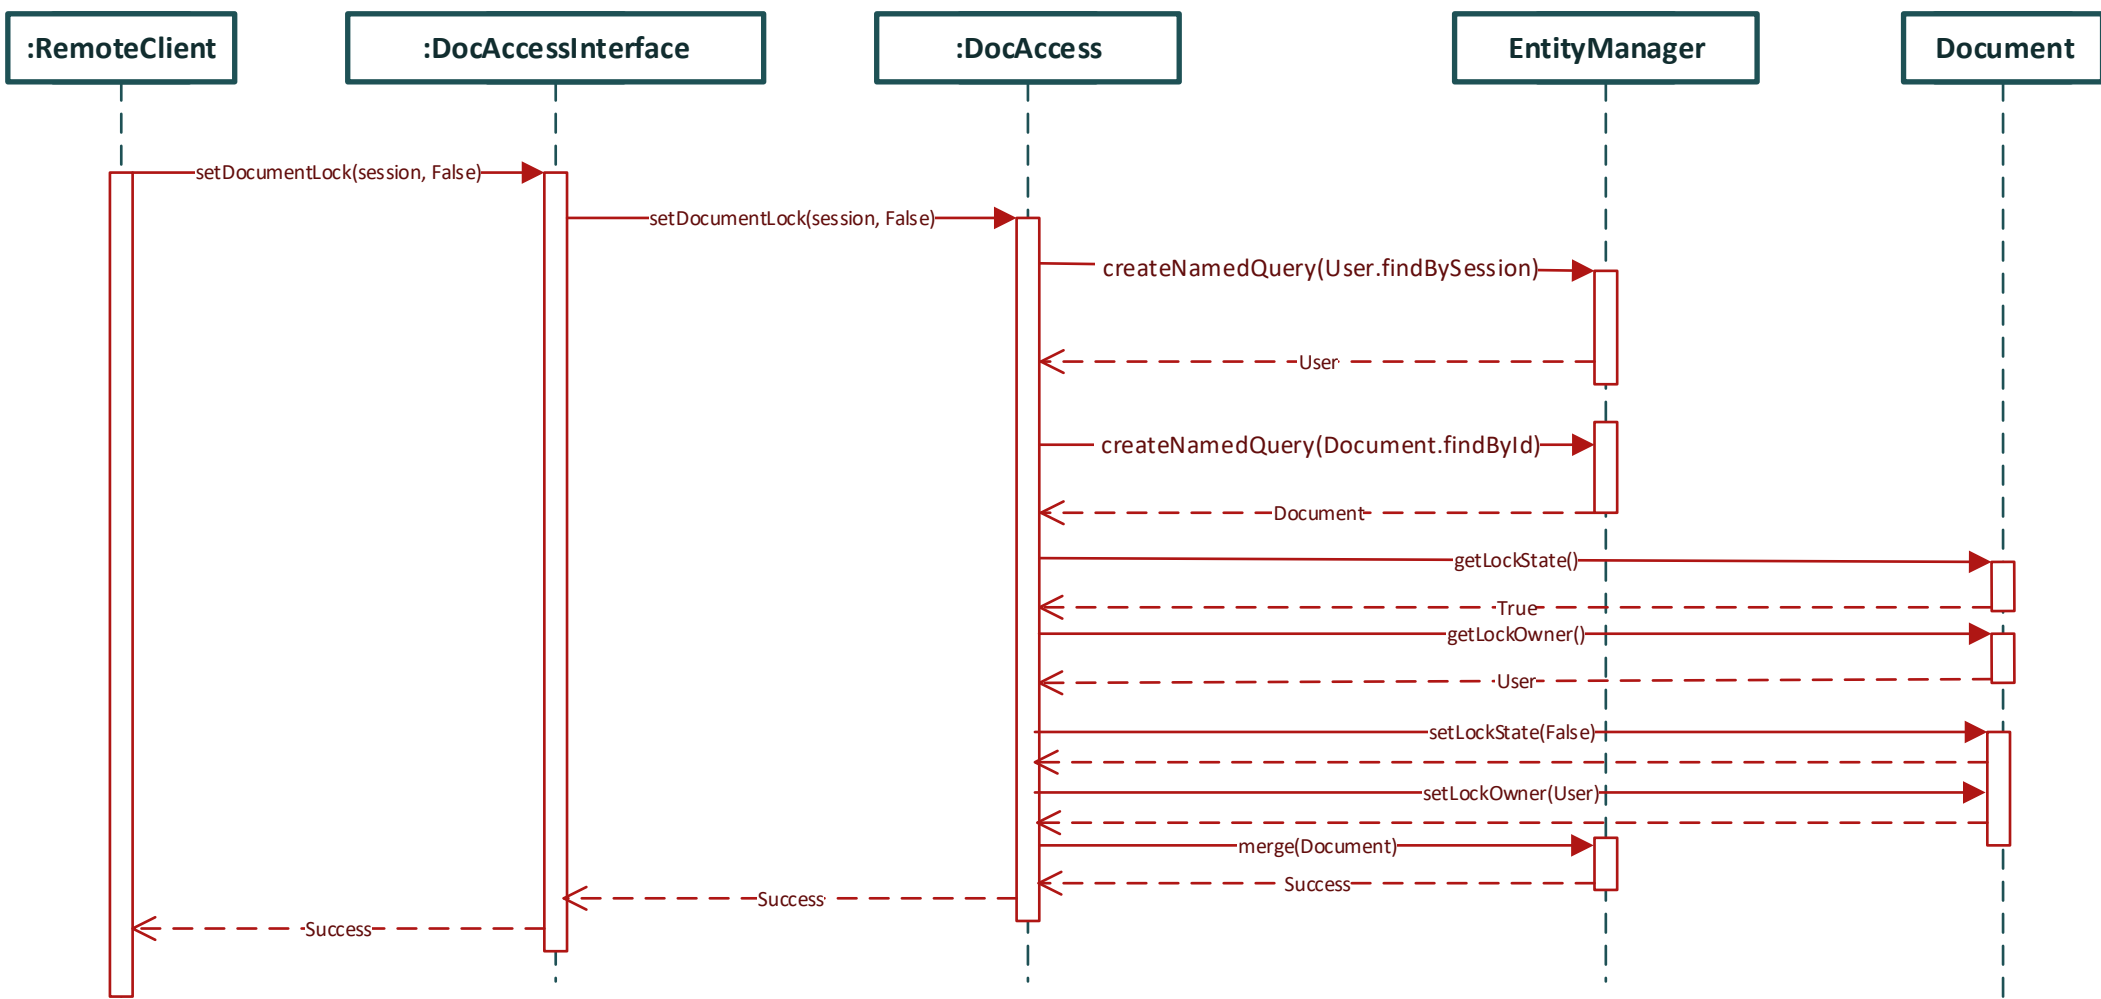 :RemoteClient
:DocAccessInterface
:DocAccess
EntityManager
Document
setDocumentLock(session, False)
setDocumentLock(session, False)
createNamedQuery(User.findBySession)
User
createNamedQuery(Document.findById)
Document
getLockState()
True
getLockOwner()
User
setLockState(False)
setLockOwner(User)
merge(Document)
Success
Success
Success